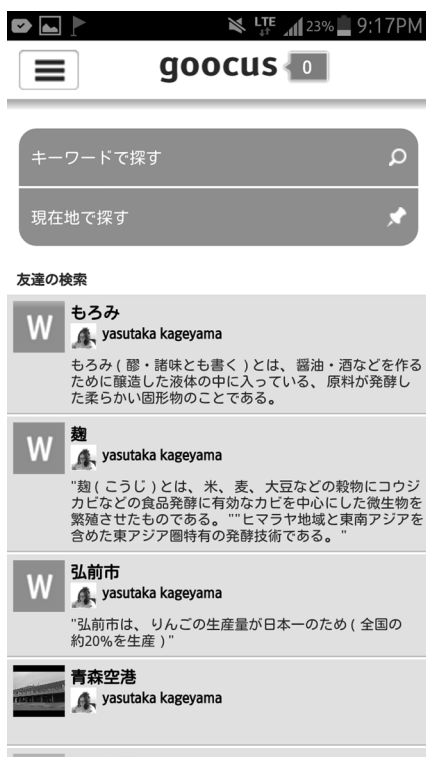 LTE 23% 9:17PM
goocus 0
キーワードで探す
現在地で探す
友達の検索
W もろみ
yasutaka kageyama
もろみ ( 醪・諸味とも書く ) とは、 醤油・酒などを作る
ために醸造した液体の中に入っている、 原料が発酵し
た柔らかい固形物のことである。
W 麹
yasutaka kageyama
"麹 ( こうじ ) とは、 米、 麦、 大豆などの穀物にコウジ
カビなどの食品発酵に有効なカビを中心にした微生物を
繁殖させたものである。 ""ヒマラヤ地域と東南アジアを
含めた東アジア圏特有の発酵技術である。 "
W 弘前市
yasutaka kageyama
"弘前市は、 りんごの生産量が日本一のため ( 全国の
約20%を生産 ) "
青森空港
yasutaka kageyama